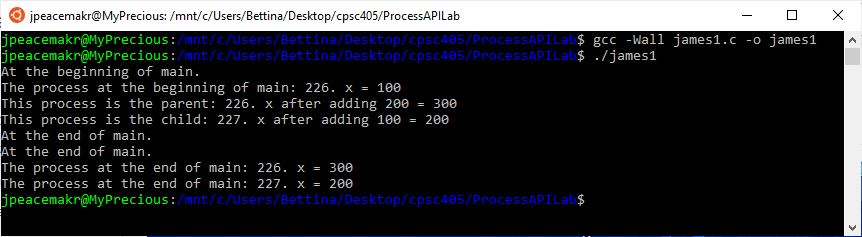 jpeacemakr@MyPrecious: /mnt/c/Users/Bettina/Desktop/cpsc405/ProcessAPILab
jpeacemakr@MyPrecious:/mnt/c/Users/Bettina/Desktop/cpsc405/ProcessAPILab$ gcc -Wall james1.c -o james1
jpeacemakr@MyPrecious:/mnt/c/Users/Bettina/Desktop/cpsc405/ProcessAPILab$ ./james1
At the beginning of main.
The process at the beginning of main: 226. x = 100
This process is the parent: 226. x after adding 200 = 300
This process is the child: 227. x after adding 100 = 200
At the end of main.
At the end of main.
The process at the end of main: 226. x = 300
The process at the end of main: 227. x = 200
jpeacemakr@MyPrecious:/mnt/c/Users/Bettina/Desktop/cpsc405/ProcessAPILab$